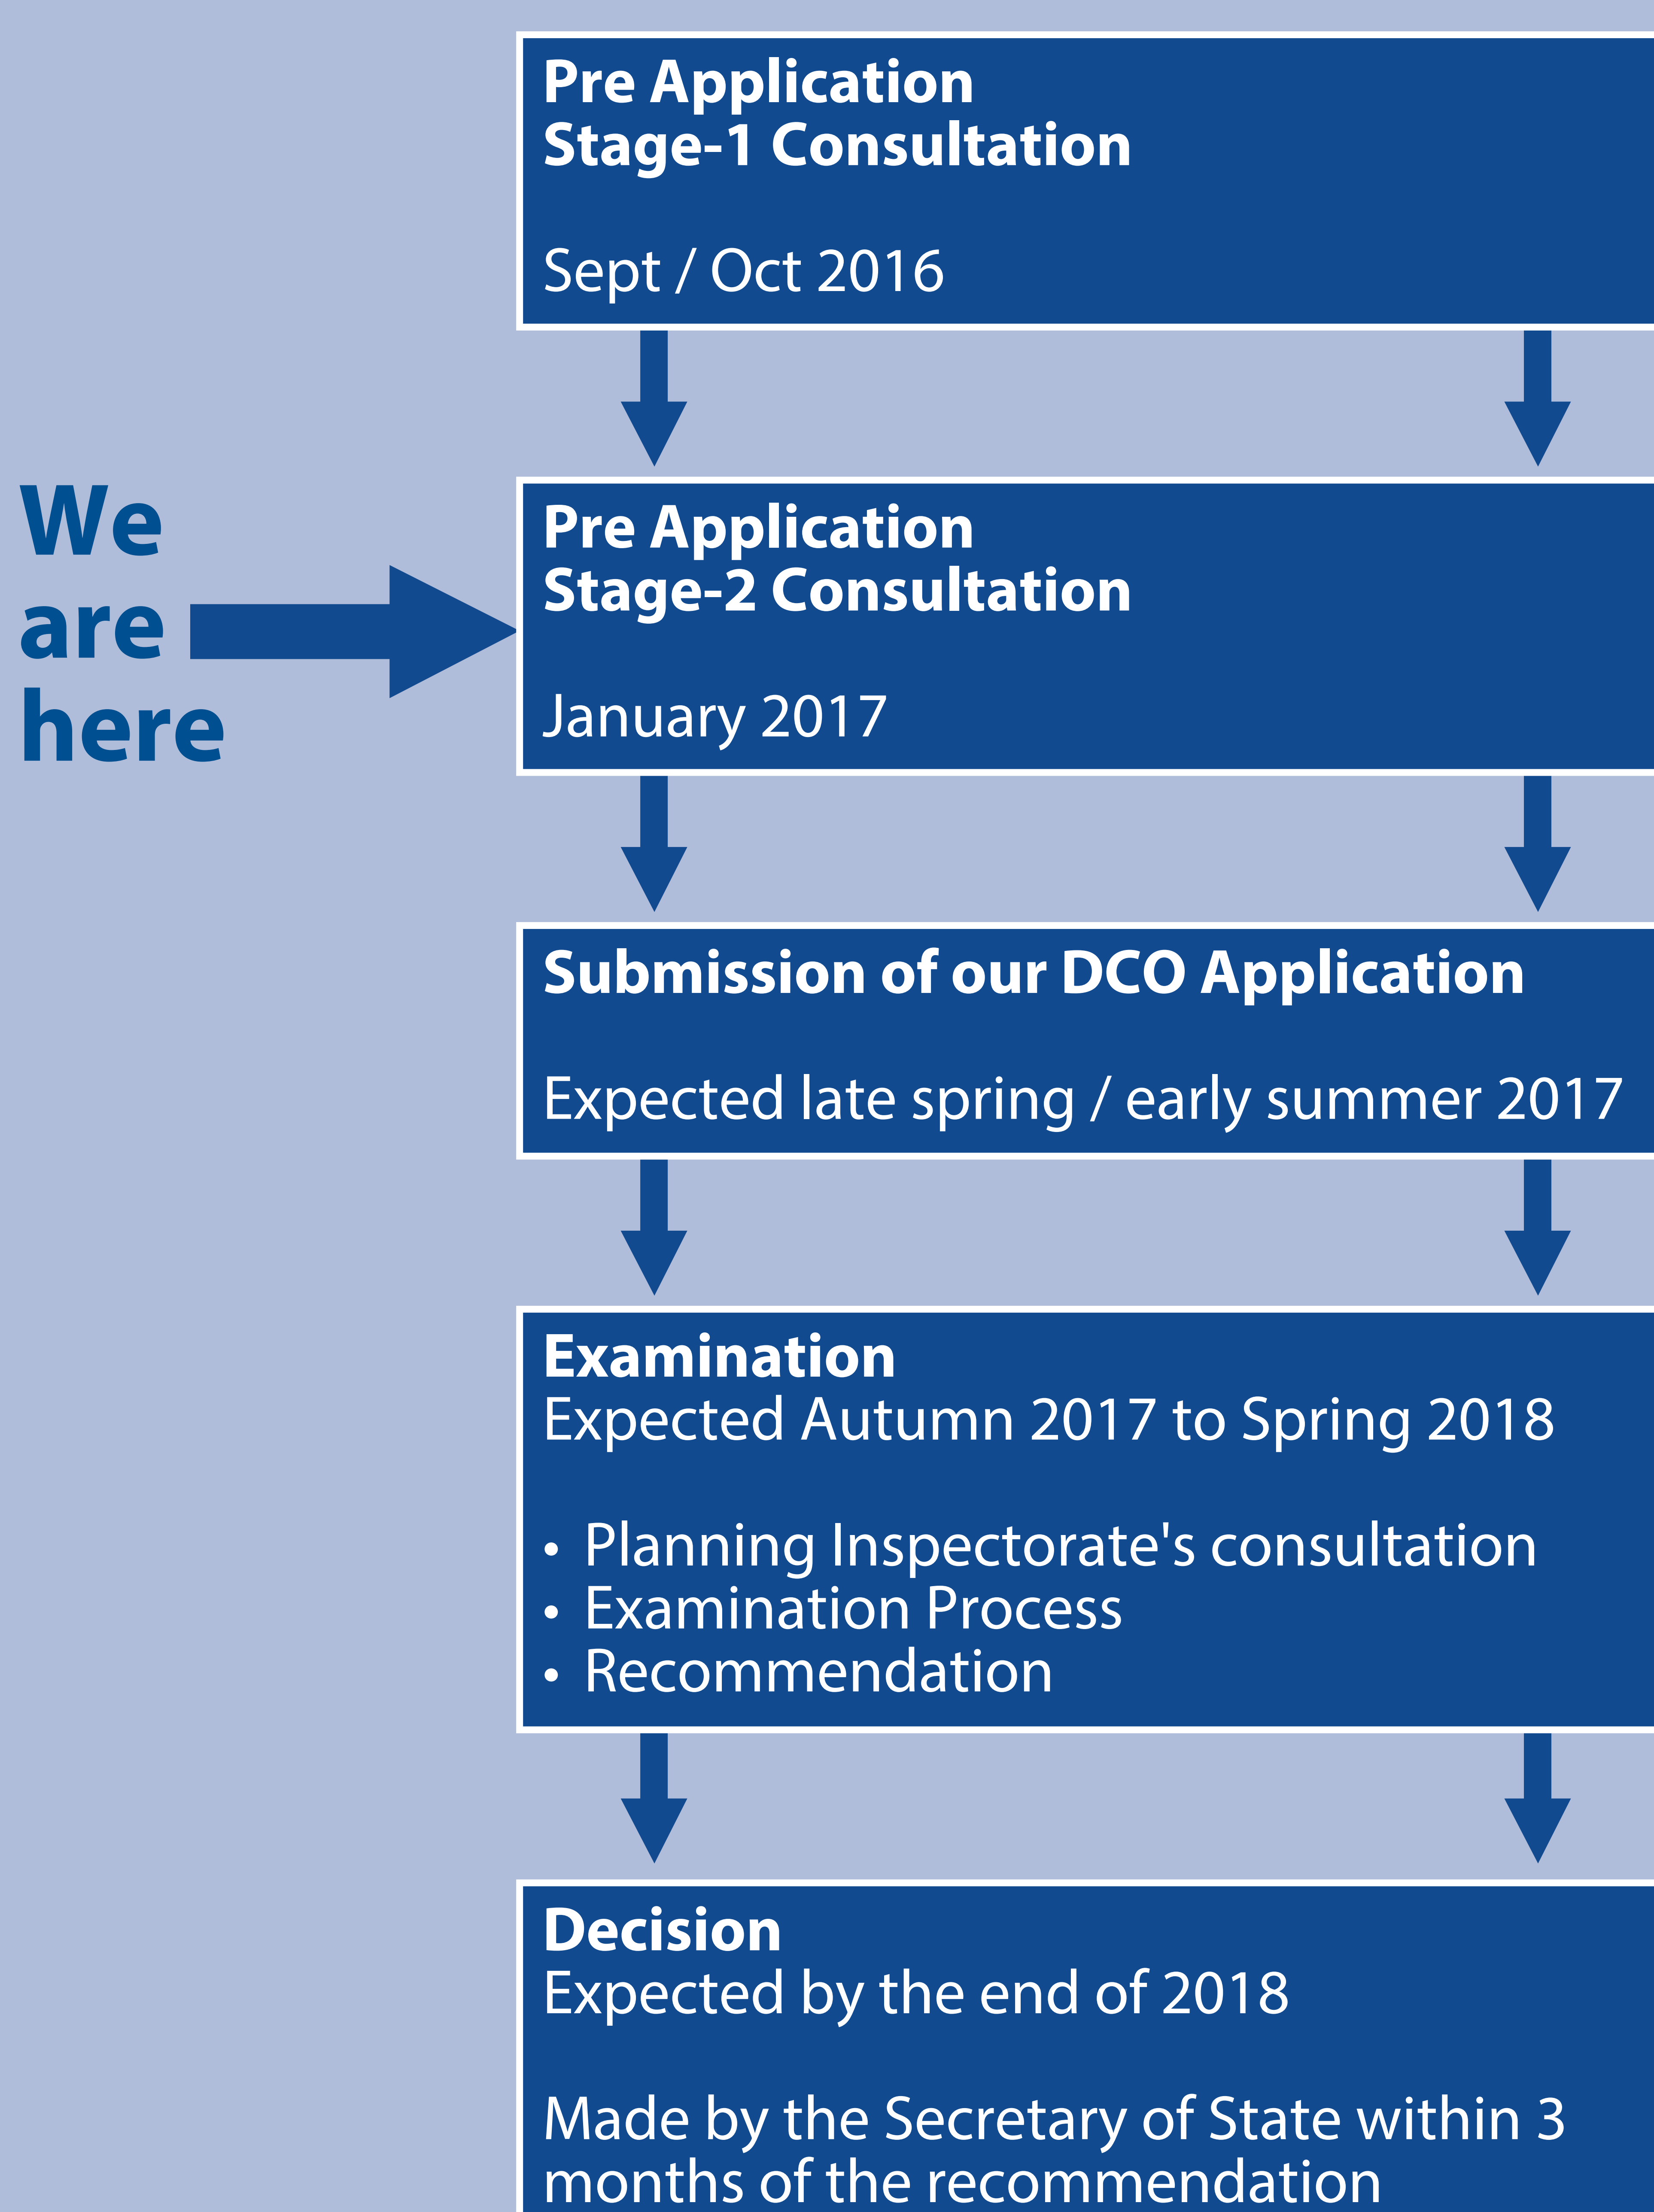 Pre Application
Stage-1 Consultation
Sept / Oct 2016
We
are
here
Pre Application
Stage-2 Consultation
January 2017
Submission of our DCO Application
Expected late spring / early summer 2017
Examination
Expected Autumn 2017 to Spring 2018
• Planning Inspectorate's consultation
• Examination Process
• Recommendation
Decision
Expected by the end of 2018
Made by the Secretary of State within 3
months of the recommendation